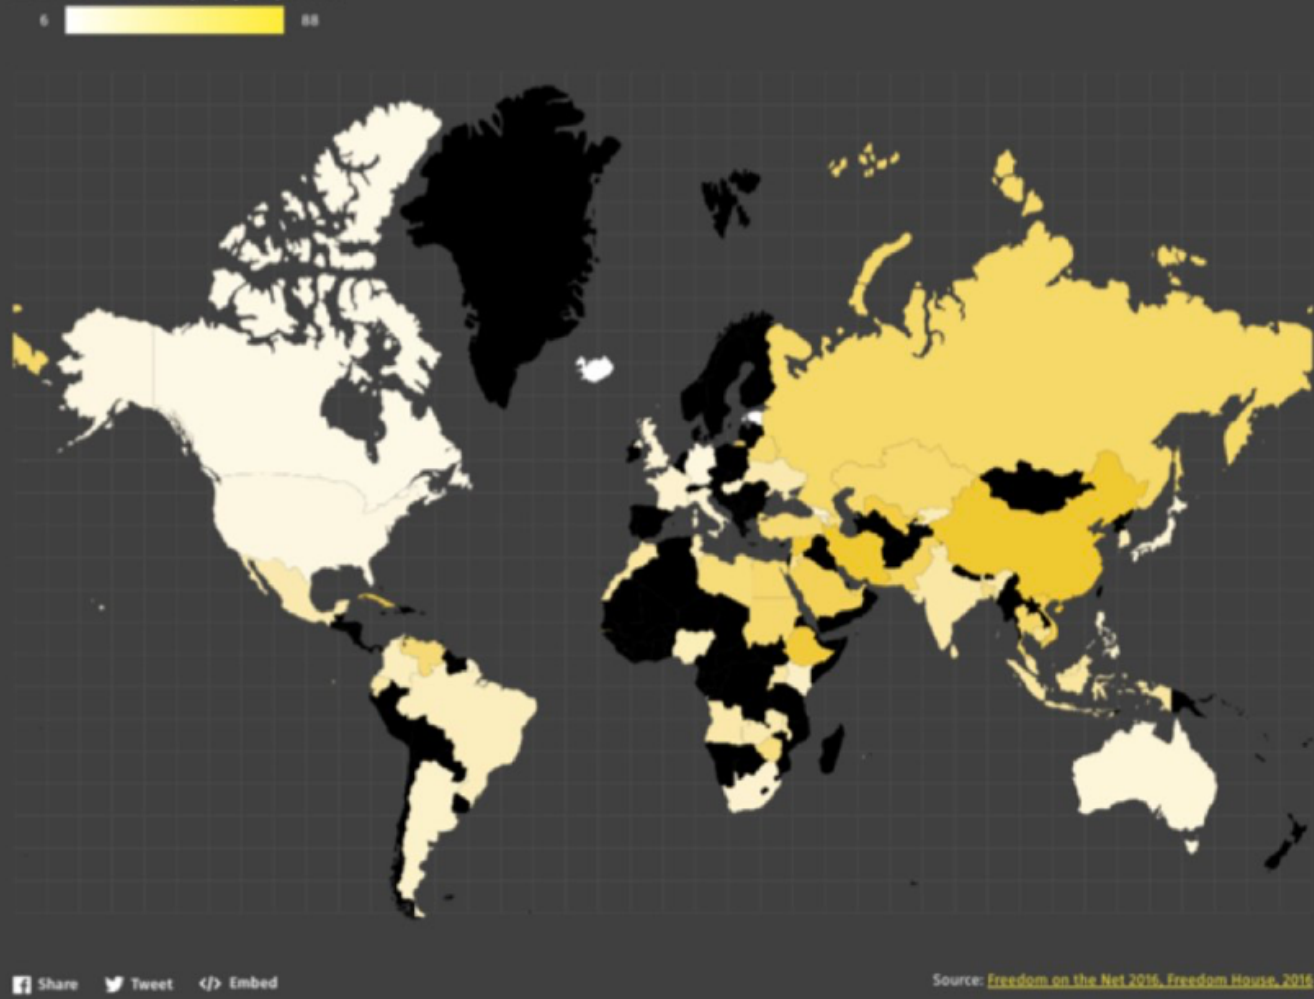 6 88
Share Tweet </> Embed
Source: Freedom on the Net 2016, Freedom House, 2016